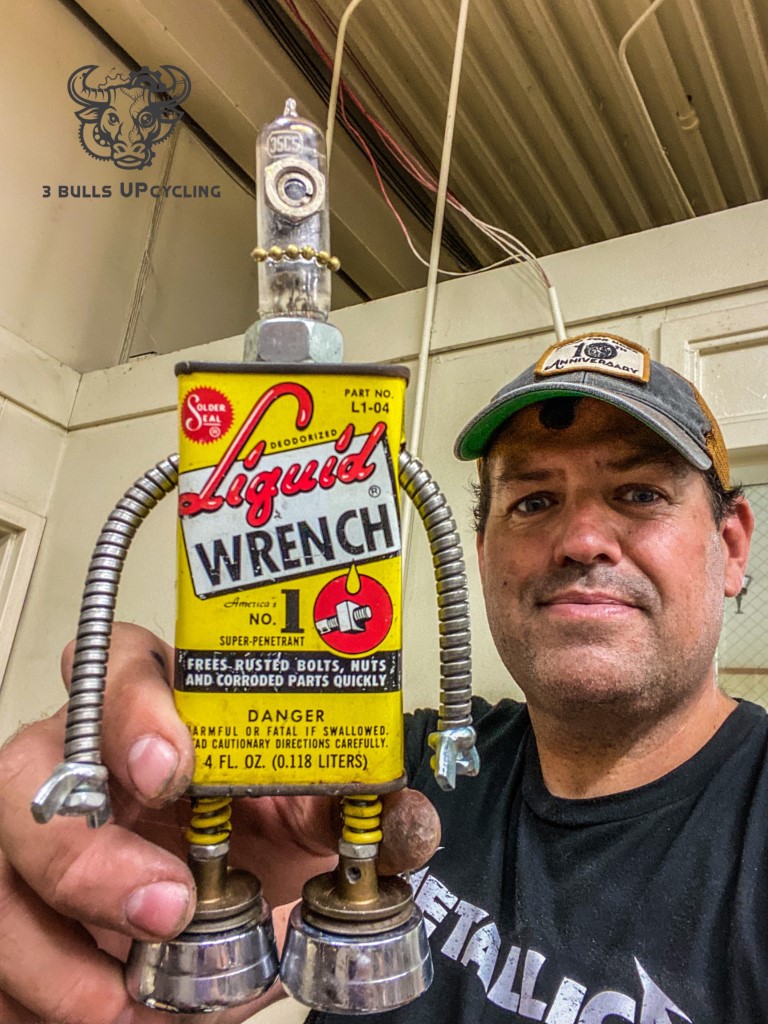 3 BULLS UPCYCLING
35C5
SOLDER
SEAL
®
PART NO.
L1-04
DEODORIZED
Liquid
®
WRENCH
America's
NO. 1
SUPER-PENETRANT
FREES RUSTED BOLTS, NUTS
AND CORRODED PARTS QUICKLY
DANGER
ARMFUL OR FATAL IF SWALLOWED.
AD CAUTIONARY DIRECTIONS CAREFULLY.
4 FL. OZ. (0.118 LITERS)
10
ANNIVERSARY
METALLICA